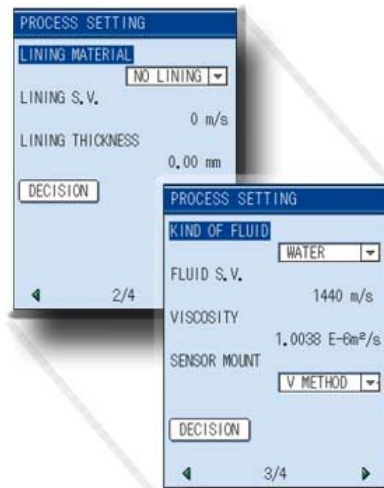 PROCESS SETTING
LINING MATERIAL
NO LINING
LINING S.V.
0 m/s
LINING THICKNESS
0.00 mm
DECISION
2/4
PROCESS SETTING
KIND OF FLUID
WATER
FLUID S.V.
1440 m/s
VISCOSITY
1.0038 E-6m²/s
SENSOR MOUNT
V METHOD
DECISION
3/4